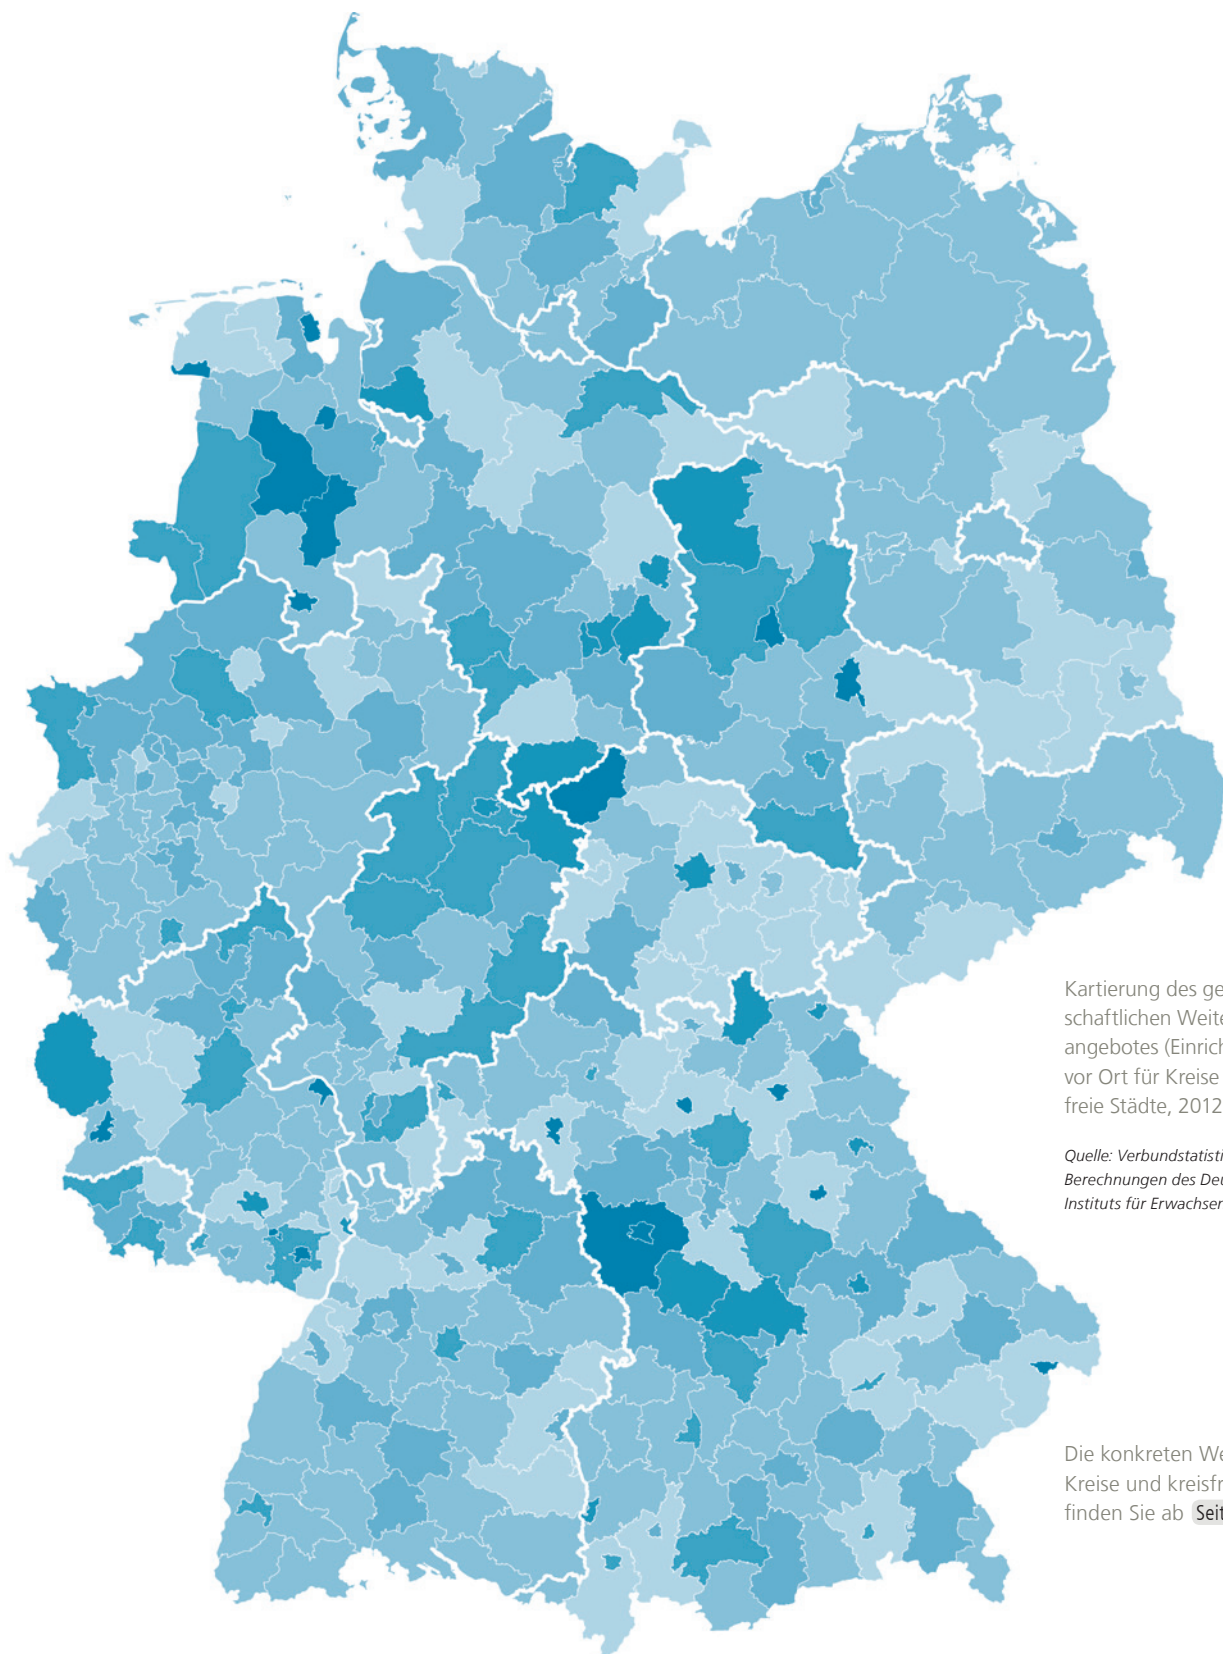 Kartierung des ge
schaftlichen Weite
angebotes (Einrich
vor Ort für Kreise
freie Städte, 2012
Quelle: Verbundstatisti
Berechnungen des Deu
Instituts für Erwachser
Die konkreten We
Kreise und kreisfr
finden Sie ab Seit